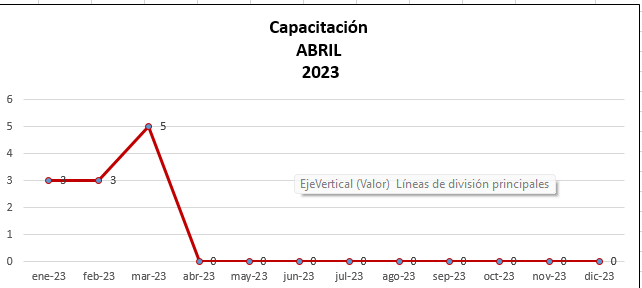 Capacitación
ABRIL
2023
6
5
4
3
2
1
0
3 3 5 0 0 0 0 0 0 0 0 0
EjeVertical (Valor) Líneas de división principales
ene-23 feb-23 mar-23 abr-23 may-23 jun-23 jul-23 ago-23 sep-23 oct-23 nov-23 dic-23